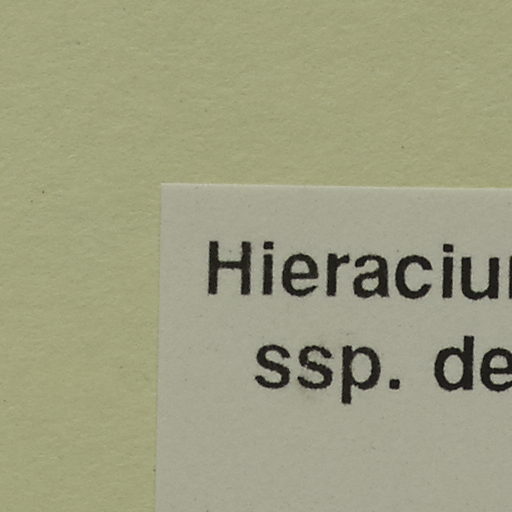 Hieraciu
ssp. de